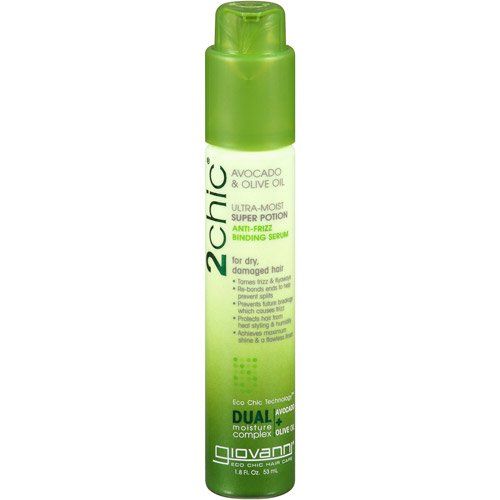 2chic®
AVOCADO
& OLIVE OIL
ULTRA-MOIST
SUPER POTION
ANTI-FRIZZ
BINDING SERUM
for dry,
damaged hair
• Tames frizz & flyaways
• Re-bonds ends to help
prevent splits
• Prevents future breakage
which causes frizz
• Protects hair from
heat styling & humidity
• Achieves maximum
shine & a flawless finish
Eco Chic Technology™
DUAL
moisture
complex
AVOCADO
+
OLIVE OIL
giovanni
ECO CHIC HAIR CARE
1.8 Fl. Oz. 53 mL